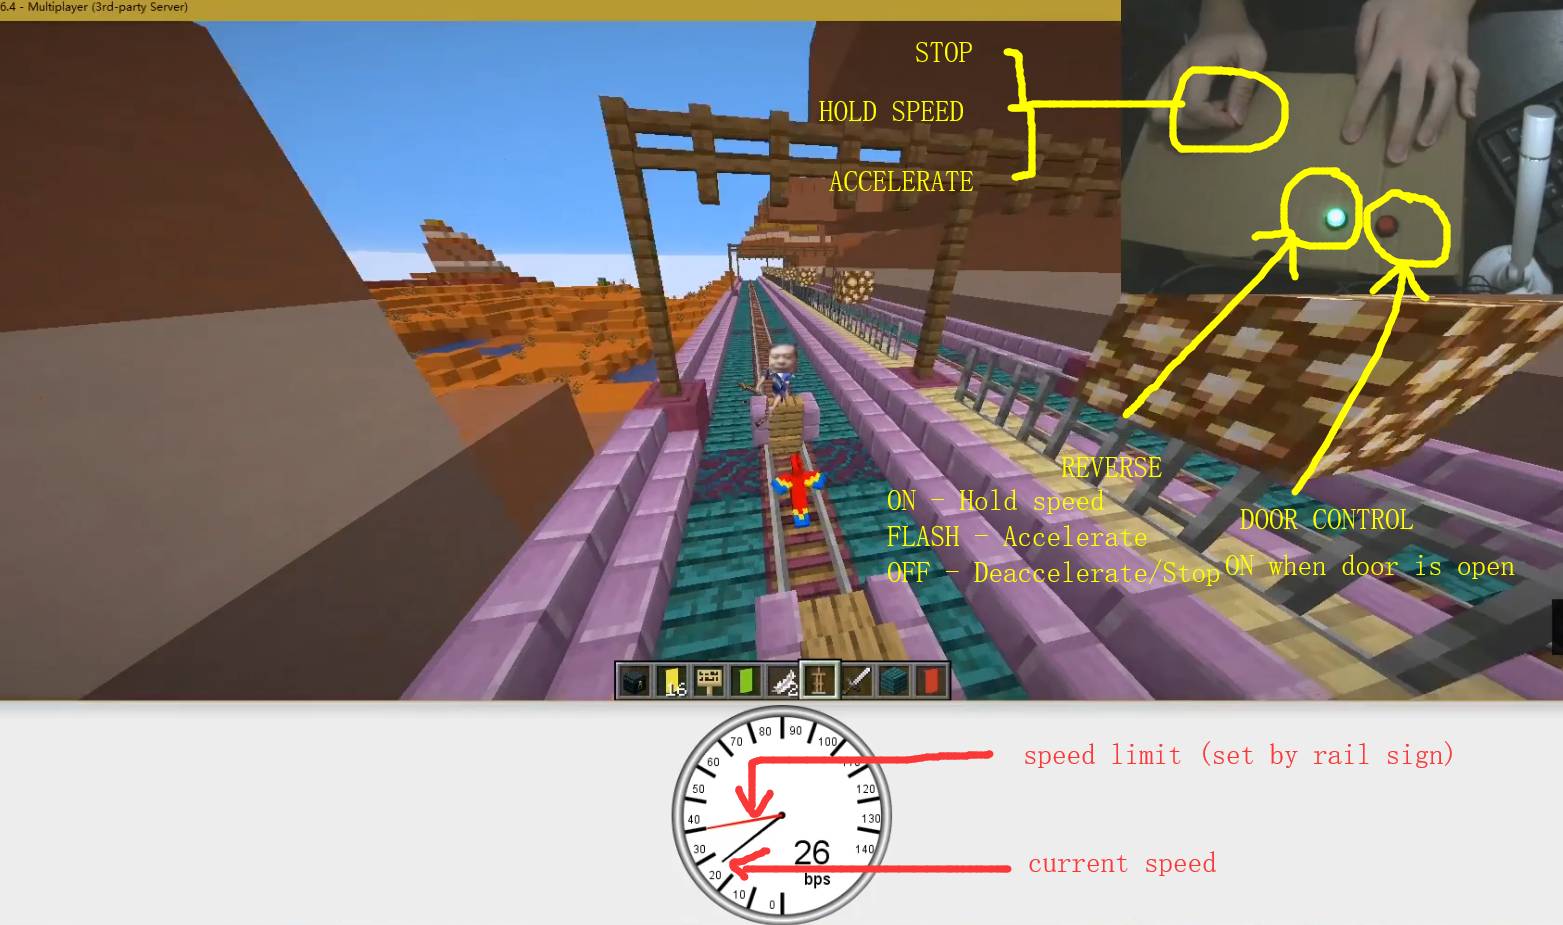 6.4 - Multiplayer (3rd-party Server)
STOP
HOLD SPEED
ACCELERATE
REVERSE
ON - Hold speed
FLASH - Accelerate
OFF - Deaccelerate/Stop
DOOR CONTROL
ON when door is open
16
2
speed limit (set by rail sign)
current speed
0
10
20
30
40
50
60
70
80
90
100
110
120
130
140
26
bps